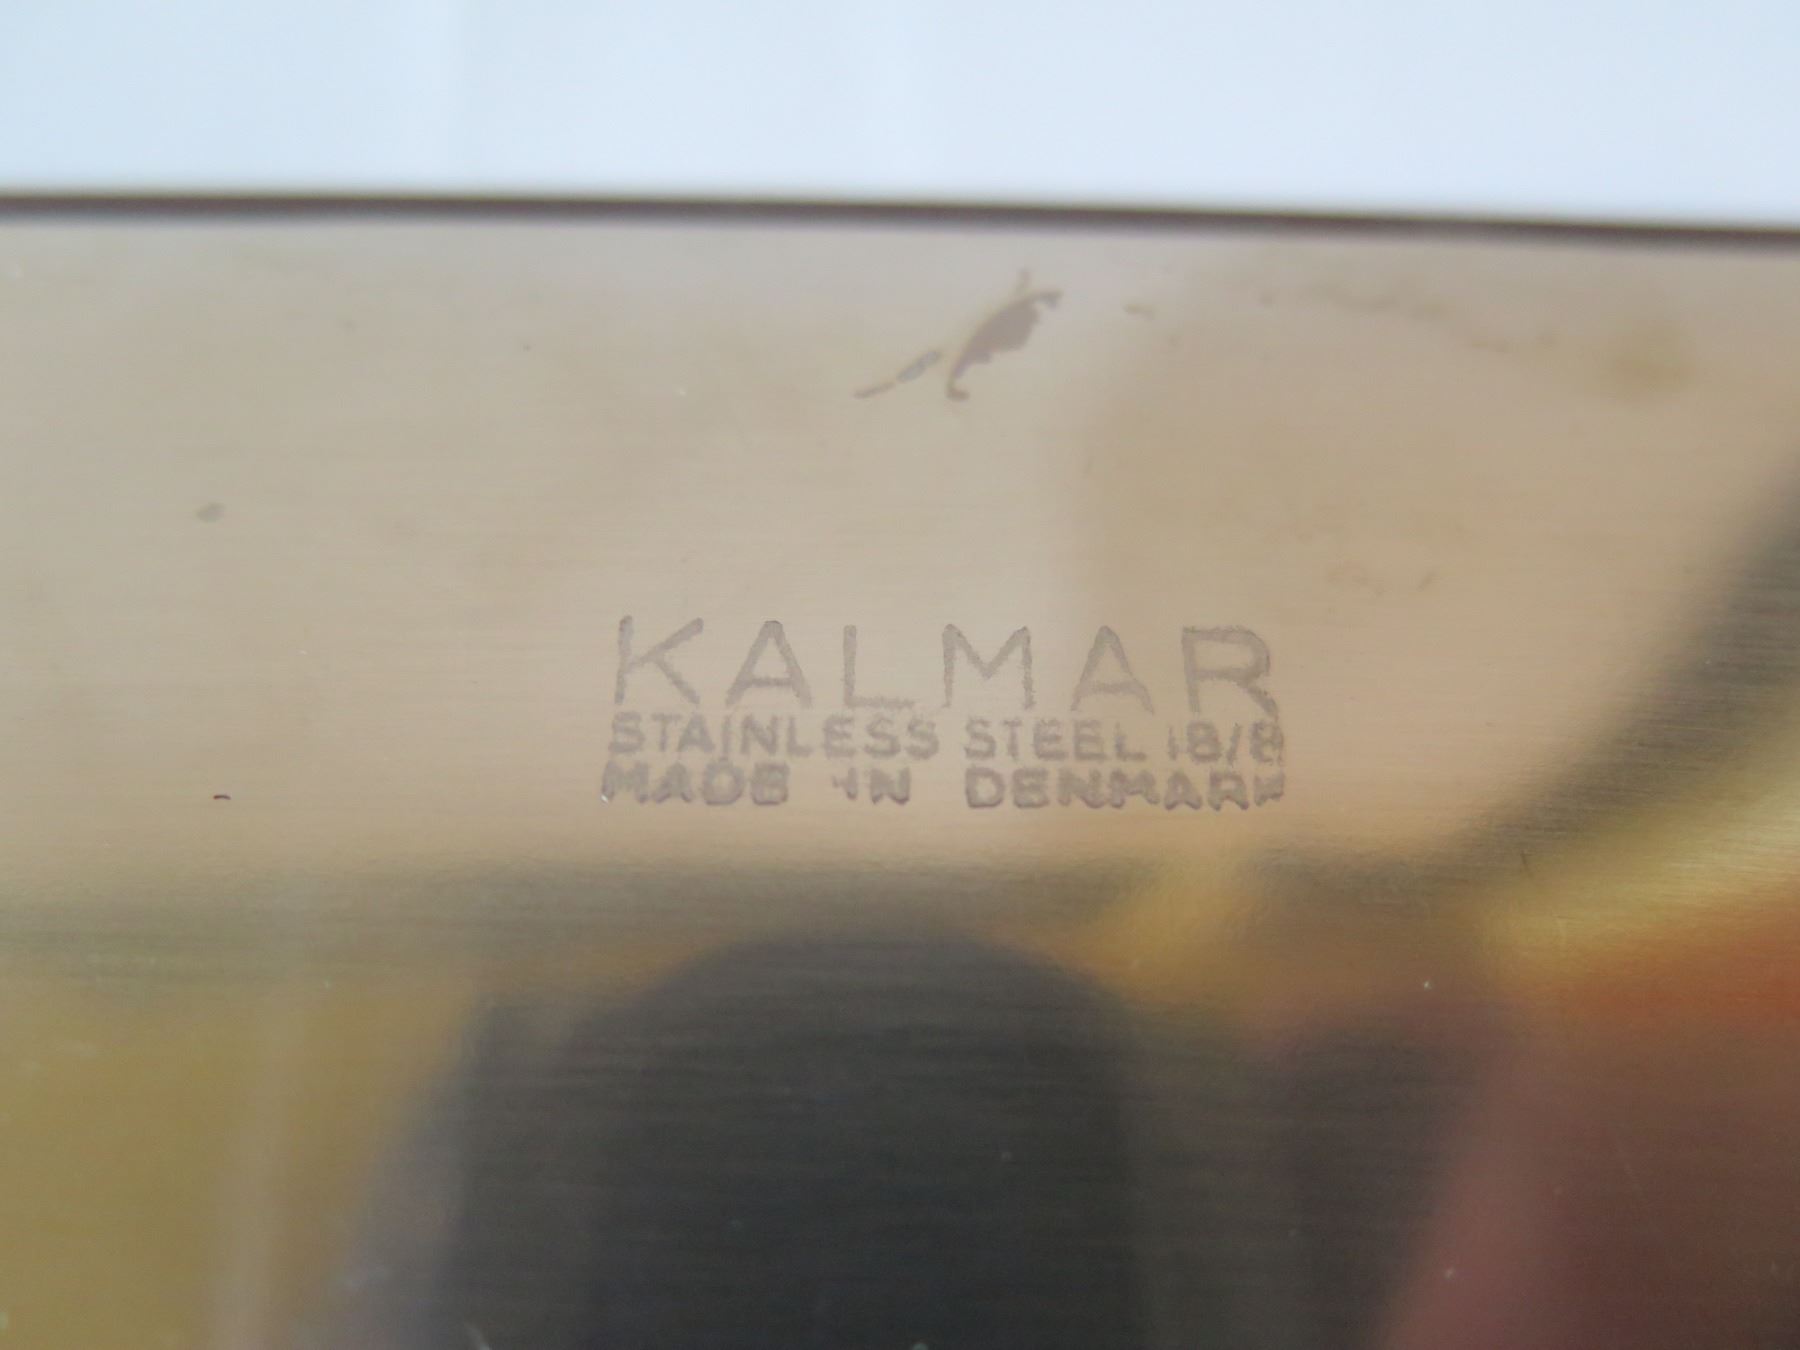 KALMAR
STAINLESS STEEL 18/8
MADE IN DENMARK